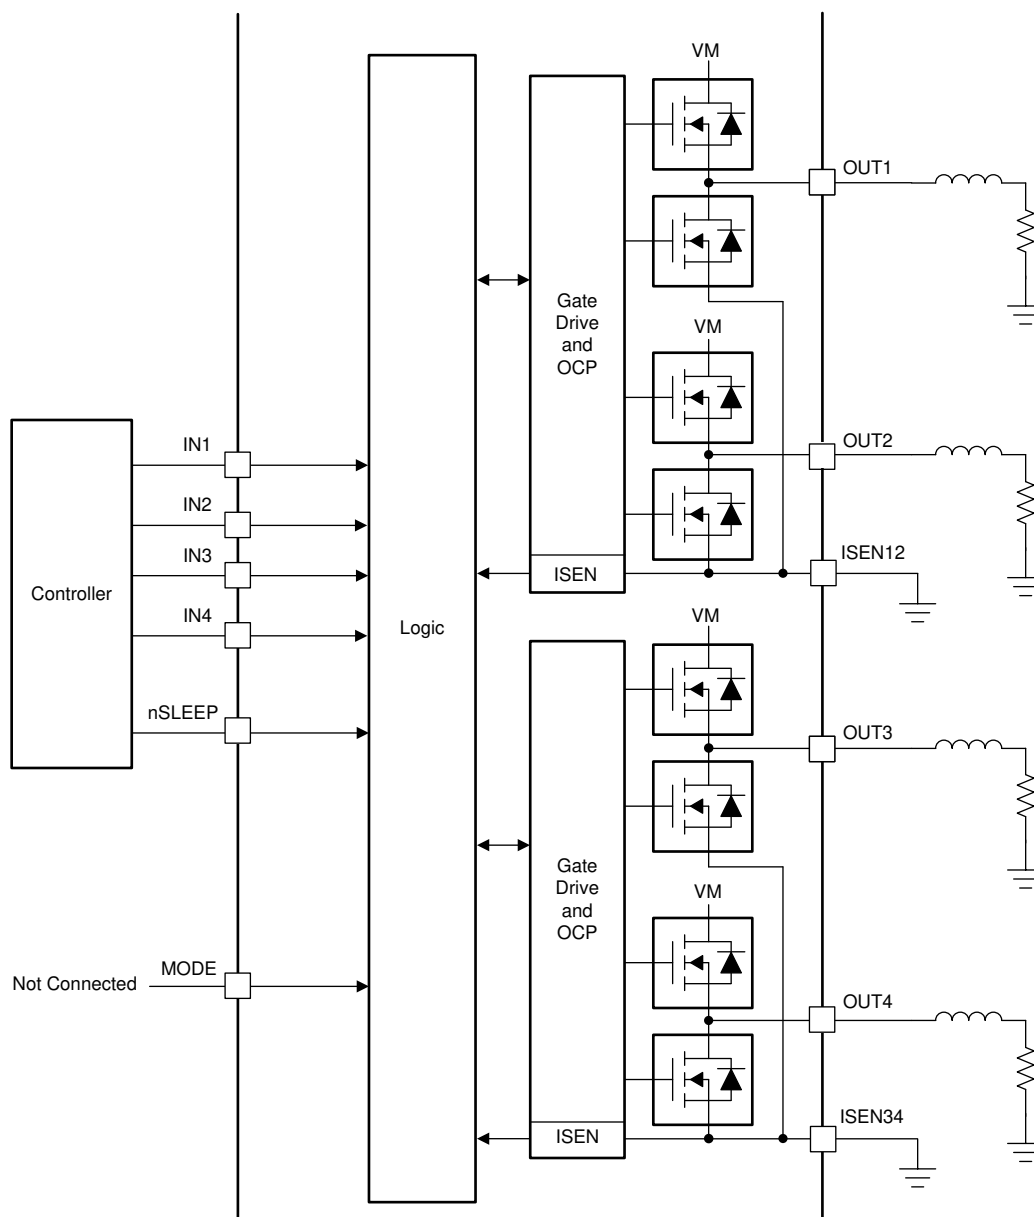 VM
OUT1
Gate
Drive
and
OCP
VM
OUT2
IN1
IN2
IN3
IN4
nSLEEP
Controller
Logic
ISEN
ISEN12
VM
OUT3
Gate
Drive
and
OCP
VM
Not Connected
MODE
OUT4
ISEN
ISEN34